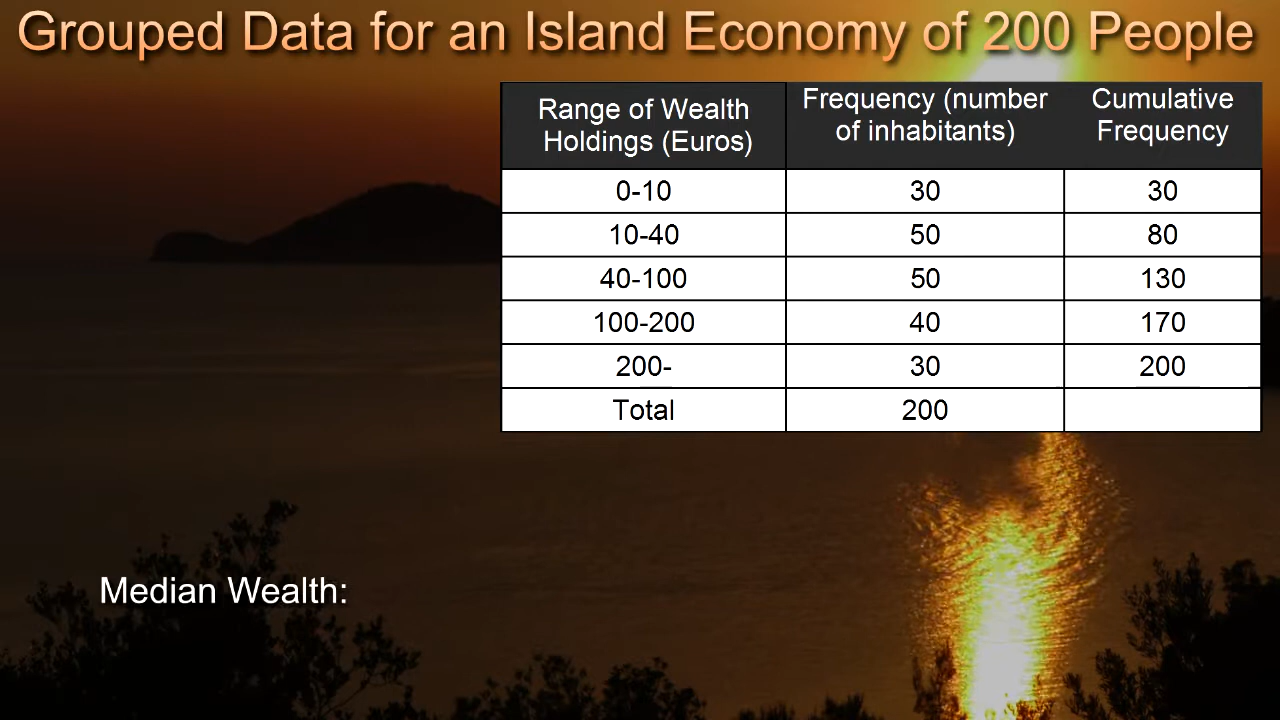 Grouped Data for an Island Economy of 200 People
Range of Wealth Holdings (Euros) Frequency (number of inhabitants) Cumulative Frequency
0-10 30 30
10-40 50 80
40-100 50 130
100-200 40 170
200- 30 200
Total 200
Median Wealth: